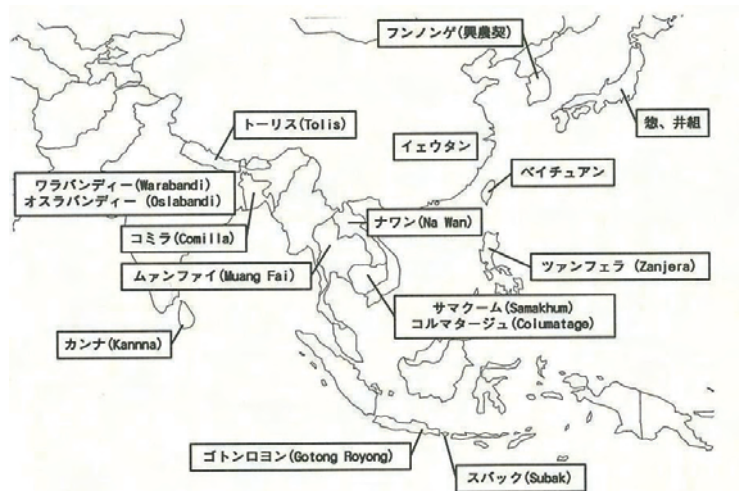 フンノンゲ(興農契)
トーリス(Tolis)
惣、井組
イェウタン
ペイチュアン
ワラバンディー(Warabandi)
オスラバンディー (Oslabandi)
ナワン(Na Wan)
コミラ(Comilla)
ムァンファイ(Muang Fai)
ツァンフェラ (Zanjera)
サマクーム(Samakhum)
コルマタージュ(Columatage)
カンナ(Kannna)
ゴトンロヨン(Gotong Royong)
スバック(Subak)